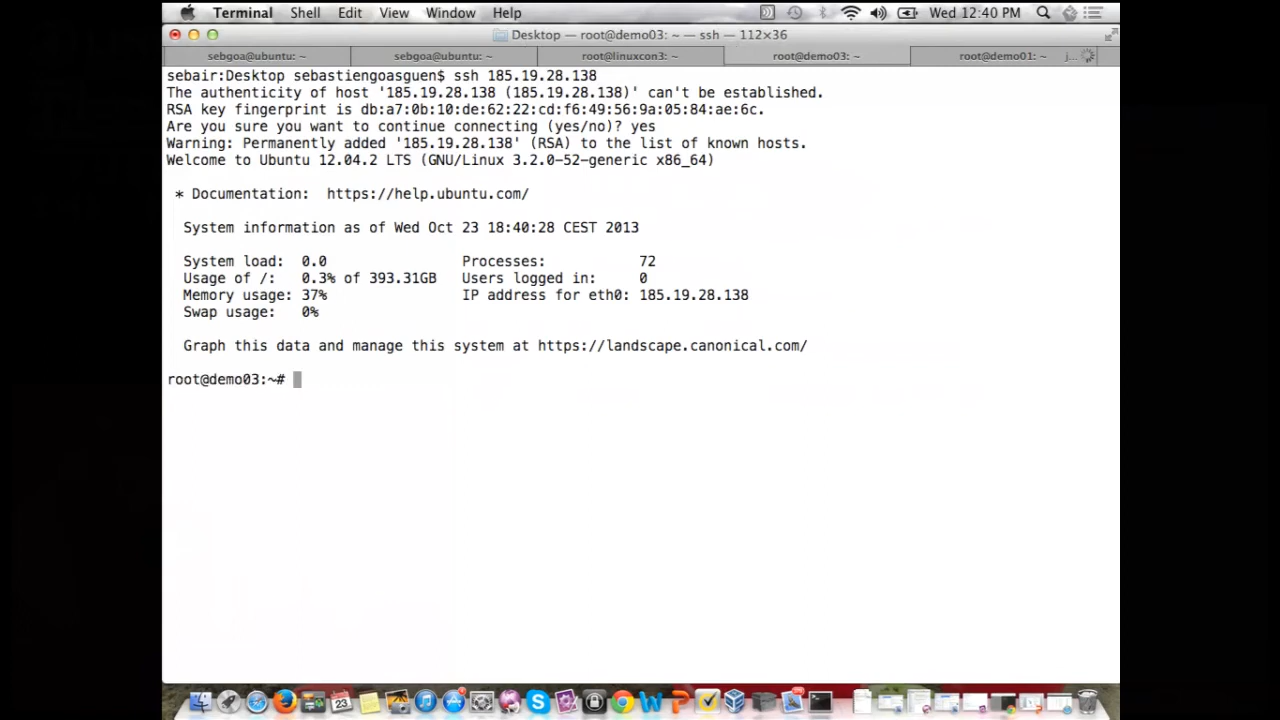 Terminal Shell Edit View Window Help Wed 12:40 PM
Desktop — root@demo03: ~ — ssh — 112×36
sebgoa@ubuntu: ~ sebgoa@ubuntu: ~ root@linuxcon3: ~ root@demo03: ~ root@demo01: ~ j...
sebair:Desktop sebastiengoasguen$ ssh 185.19.28.138
The authenticity of host '185.19.28.138 (185.19.28.138)' can't be established.
RSA key fingerprint is db:a7:0b:10:de:62:22:cd:f6:49:56:9a:05:84:ae:6c.
Are you sure you want to continue connecting (yes/no)? yes
Warning: Permanently added '185.19.28.138' (RSA) to the list of known hosts.
Welcome to Ubuntu 12.04.2 LTS (GNU/Linux 3.2.0-52-generic x86_64)
* Documentation: https://help.ubuntu.com/
System information as of Wed Oct 23 18:40:28 CEST 2013
System load: 0.0 Processes: 72
Usage of /: 0.3% of 393.31GB Users logged in: 0
Memory usage: 37% IP address for eth0: 185.19.28.138
Swap usage: 0%
Graph this data and manage this system at https://landscape.canonical.com/
root@demo03:~#
23